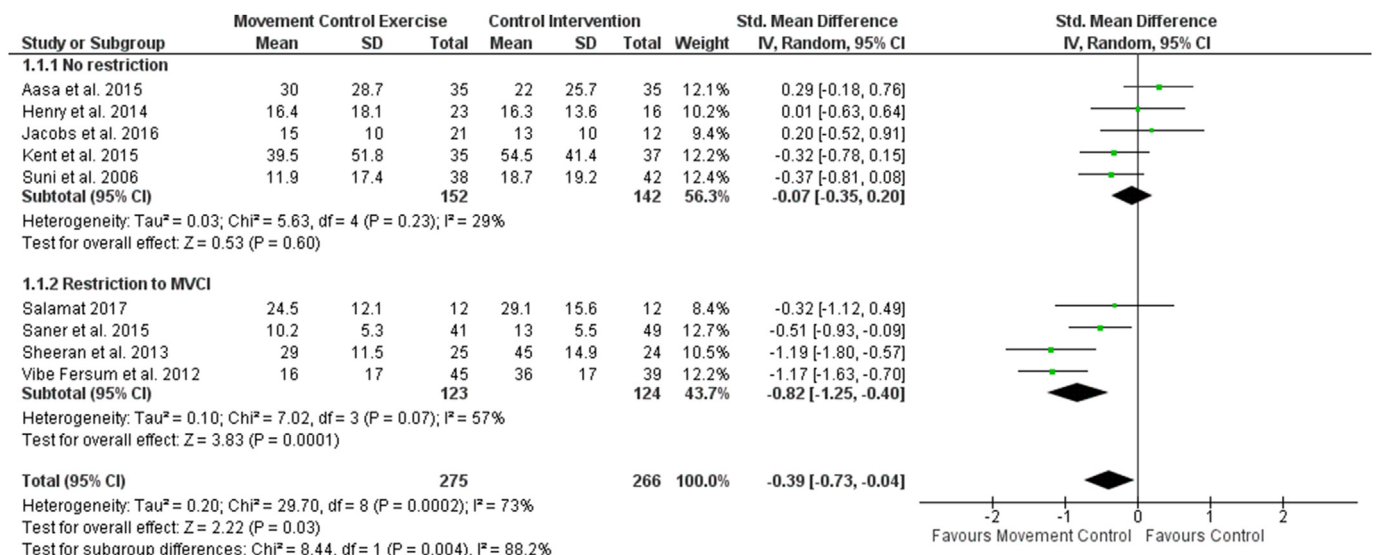 Movement Control Exercise Control Intervention Std. Mean Difference Std. Mean Difference
Study or Subgroup Mean SD Total Mean SD Total Weight IV, Random, 95% CI IV, Random, 95% CI
1.1.1 No restriction
Aasa et al. 2015 30 28.7 35 22 25.7 35 12.1% 0.29 [-0.18, 0.76]
Henry et al. 2014 16.4 18.1 23 16.3 13.6 16 10.2% 0.01 [-0.63, 0.64]
Jacobs et al. 2016 15 10 21 13 10 12 9.4% 0.20 [-0.52, 0.91]
Kent et al. 2015 39.5 51.8 35 54.5 41.4 37 12.2% -0.32 [-0.78, 0.15]
Suni et al. 2006 11.9 17.4 38 18.7 19.2 42 12.4% -0.37 [-0.81, 0.08]
Subtotal (95% CI) 152 142 56.3% -0.07 [-0.35, 0.20]
Heterogeneity: Tau² = 0.03; Chi² = 5.63, df = 4 (P = 0.23); I² = 29%
Test for overall effect: Z = 0.53 (P = 0.60)
1.1.2 Restriction to MVCI
Salamat 2017 24.5 12.1 12 29.1 15.6 12 8.4% -0.32 [-1.12, 0.49]
Saner et al. 2015 10.2 5.3 41 13 5.5 49 12.7% -0.51 [-0.93, -0.09]
Sheeran et al. 2013 29 11.5 25 45 14.9 24 10.5% -1.19 [-1.80, -0.57]
Vibe Fersum et al. 2012 16 17 45 36 17 39 12.2% -1.17 [-1.63, -0.70]
Subtotal (95% CI) 123 124 43.7% -0.82 [-1.25, -0.40]
Heterogeneity: Tau² = 0.10; Chi² = 7.02, df = 3 (P = 0.07); I² = 57%
Test for overall effect: Z = 3.83 (P = 0.0001)
Total (95% CI) 275 266 100.0% -0.39 [-0.73, -0.04]
Heterogeneity: Tau² = 0.20; Chi² = 29.70, df = 8 (P = 0.0002); I² = 73%
Test for overall effect: Z = 2.22 (P = 0.03)
Test for subgroup differences: Chi² = 8.44, df = 1 (P = 0.004), I² = 88.2%
-2 -1 0 1 2
Favours Movement Control Favours Control